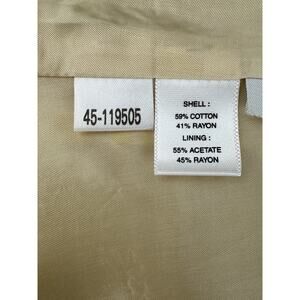 45-119505
SHELL :
59% COTTON
41% RAYON
LINING :
55% ACETATE
45% RAYON